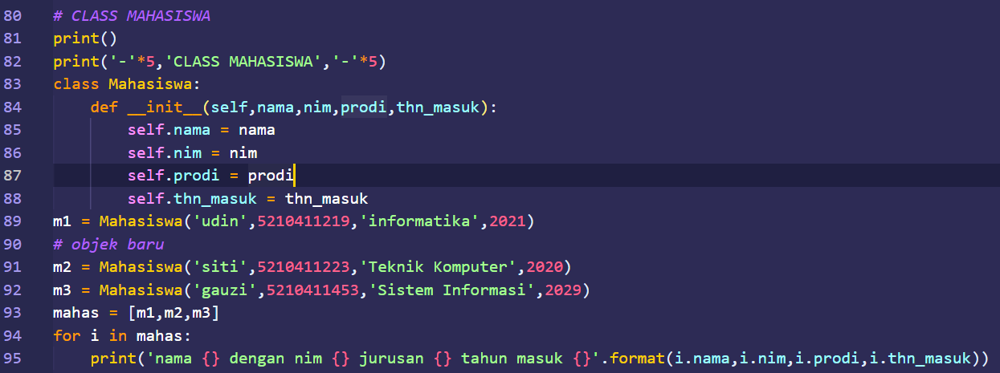 80 # CLASS MAHASISWA
81 print()
82 print('-'*5,'CLASS MAHASISWA','-'*5)
83 class Mahasiswa:
84     def __init__(self,nama,nim,prodi,thn_masuk):
85         self.nama = nama
86         self.nim = nim
87         self.prodi = prodi
88         self.thn_masuk = thn_masuk
89 m1 = Mahasiswa('udin',5210411219,'informatika',2021)
90 # objek baru
91 m2 = Mahasiswa('siti',5210411223,'Teknik Komputer',2020)
92 m3 = Mahasiswa('gauzi',5210411453,'Sistem Informasi',2029)
93 mahas = [m1,m2,m3]
94 for i in mahas:
95     print('nama {} dengan nim {} jurusan {} tahun masuk {}'.format(i.nama,i.nim,i.prodi,i.thn_masuk))